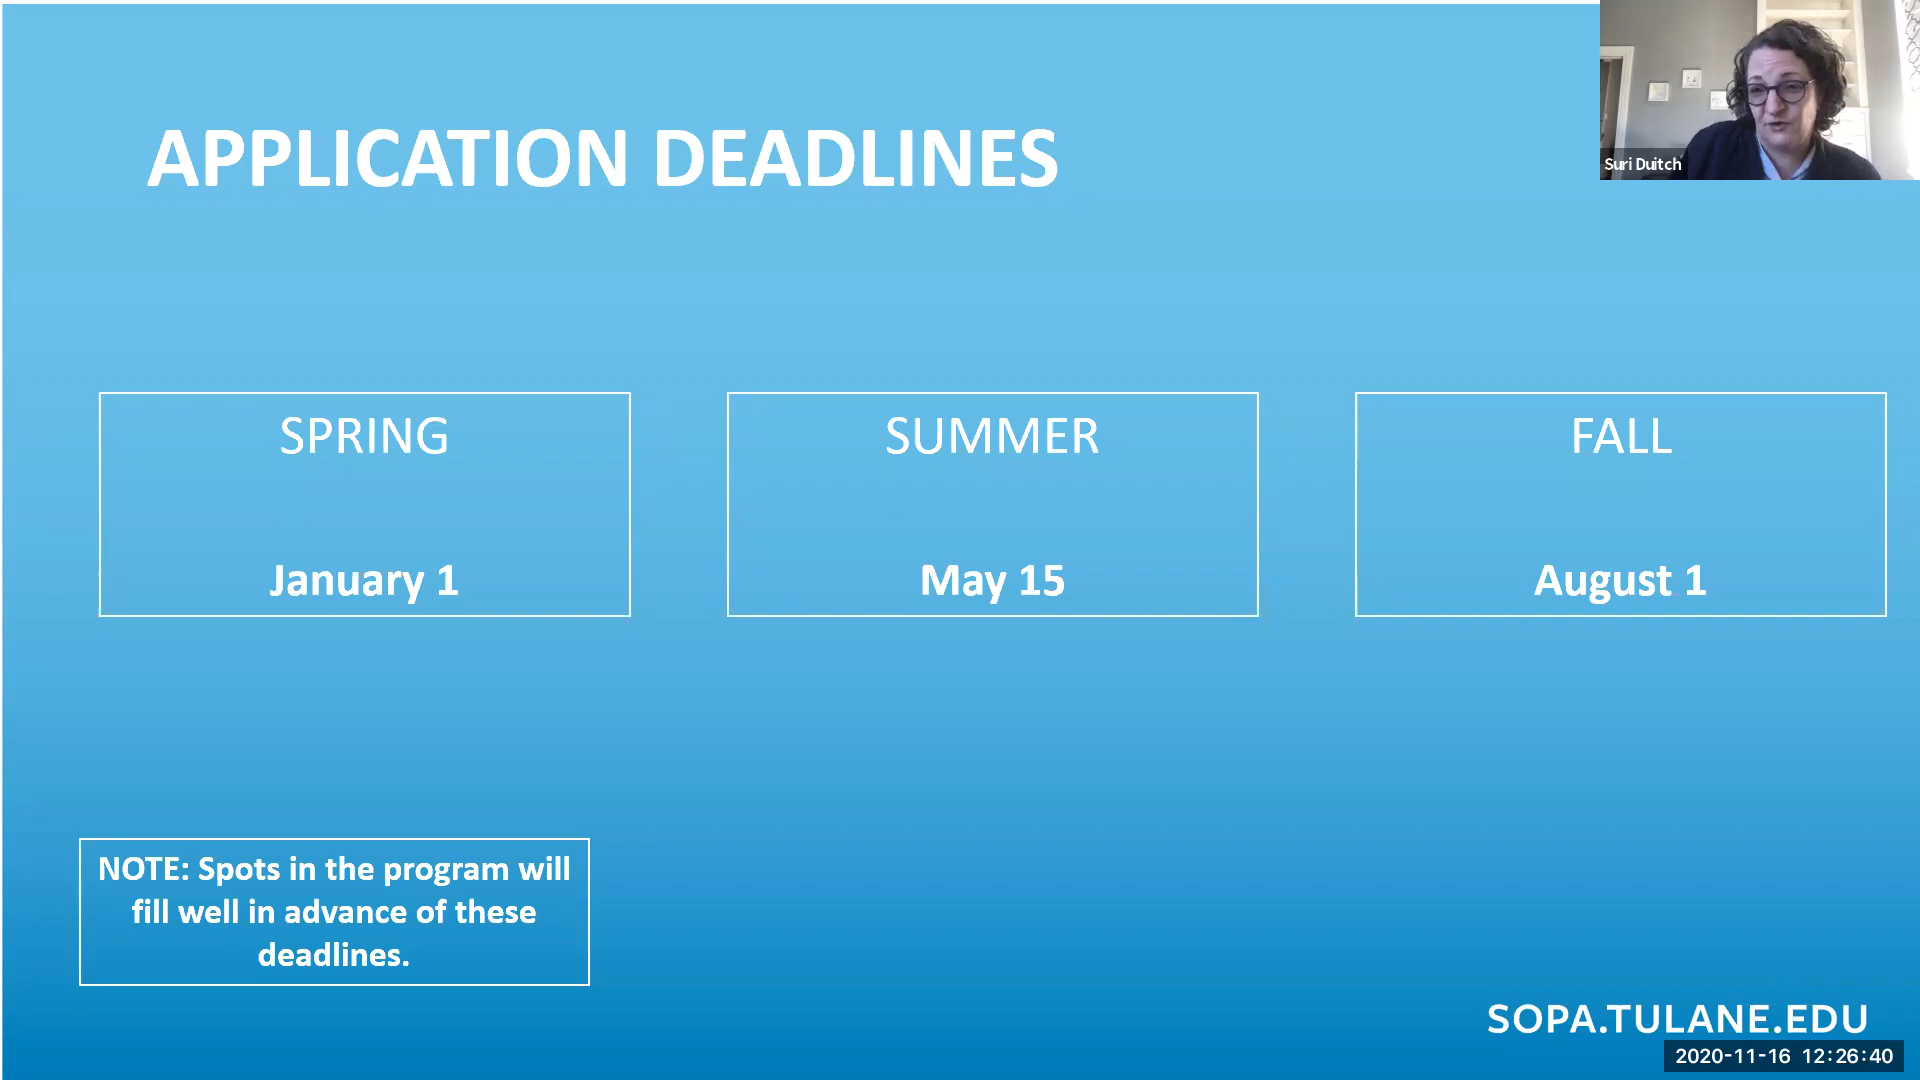 APPLICATION DEADLINES
Suri Duitch
SPRING
January 1
SUMMER
May 15
FALL
August 1
NOTE: Spots in the program will
fill well in advance of these
deadlines.
SOPA.TULANE.EDU
2020-11-16 12:26:40